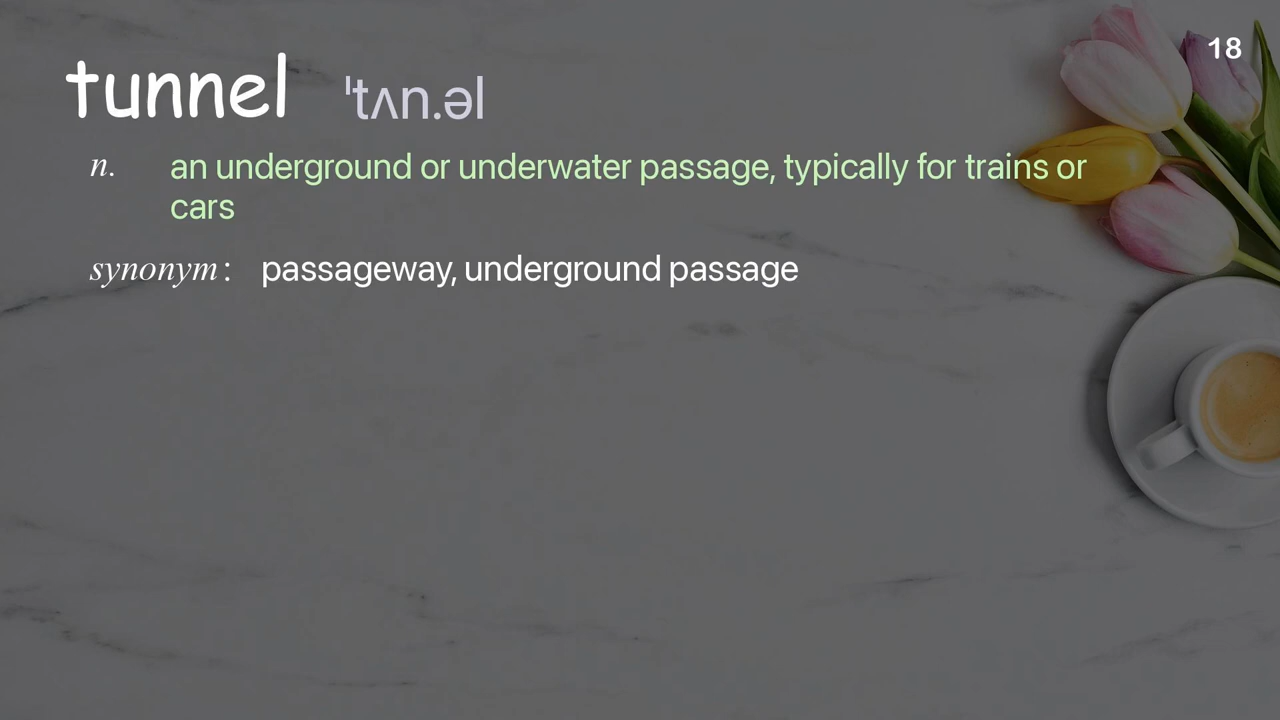 18
tunnel ˈtʌn.əl
n. an underground or underwater passage, typically for trains or
cars
synonym: passageway, underground passage